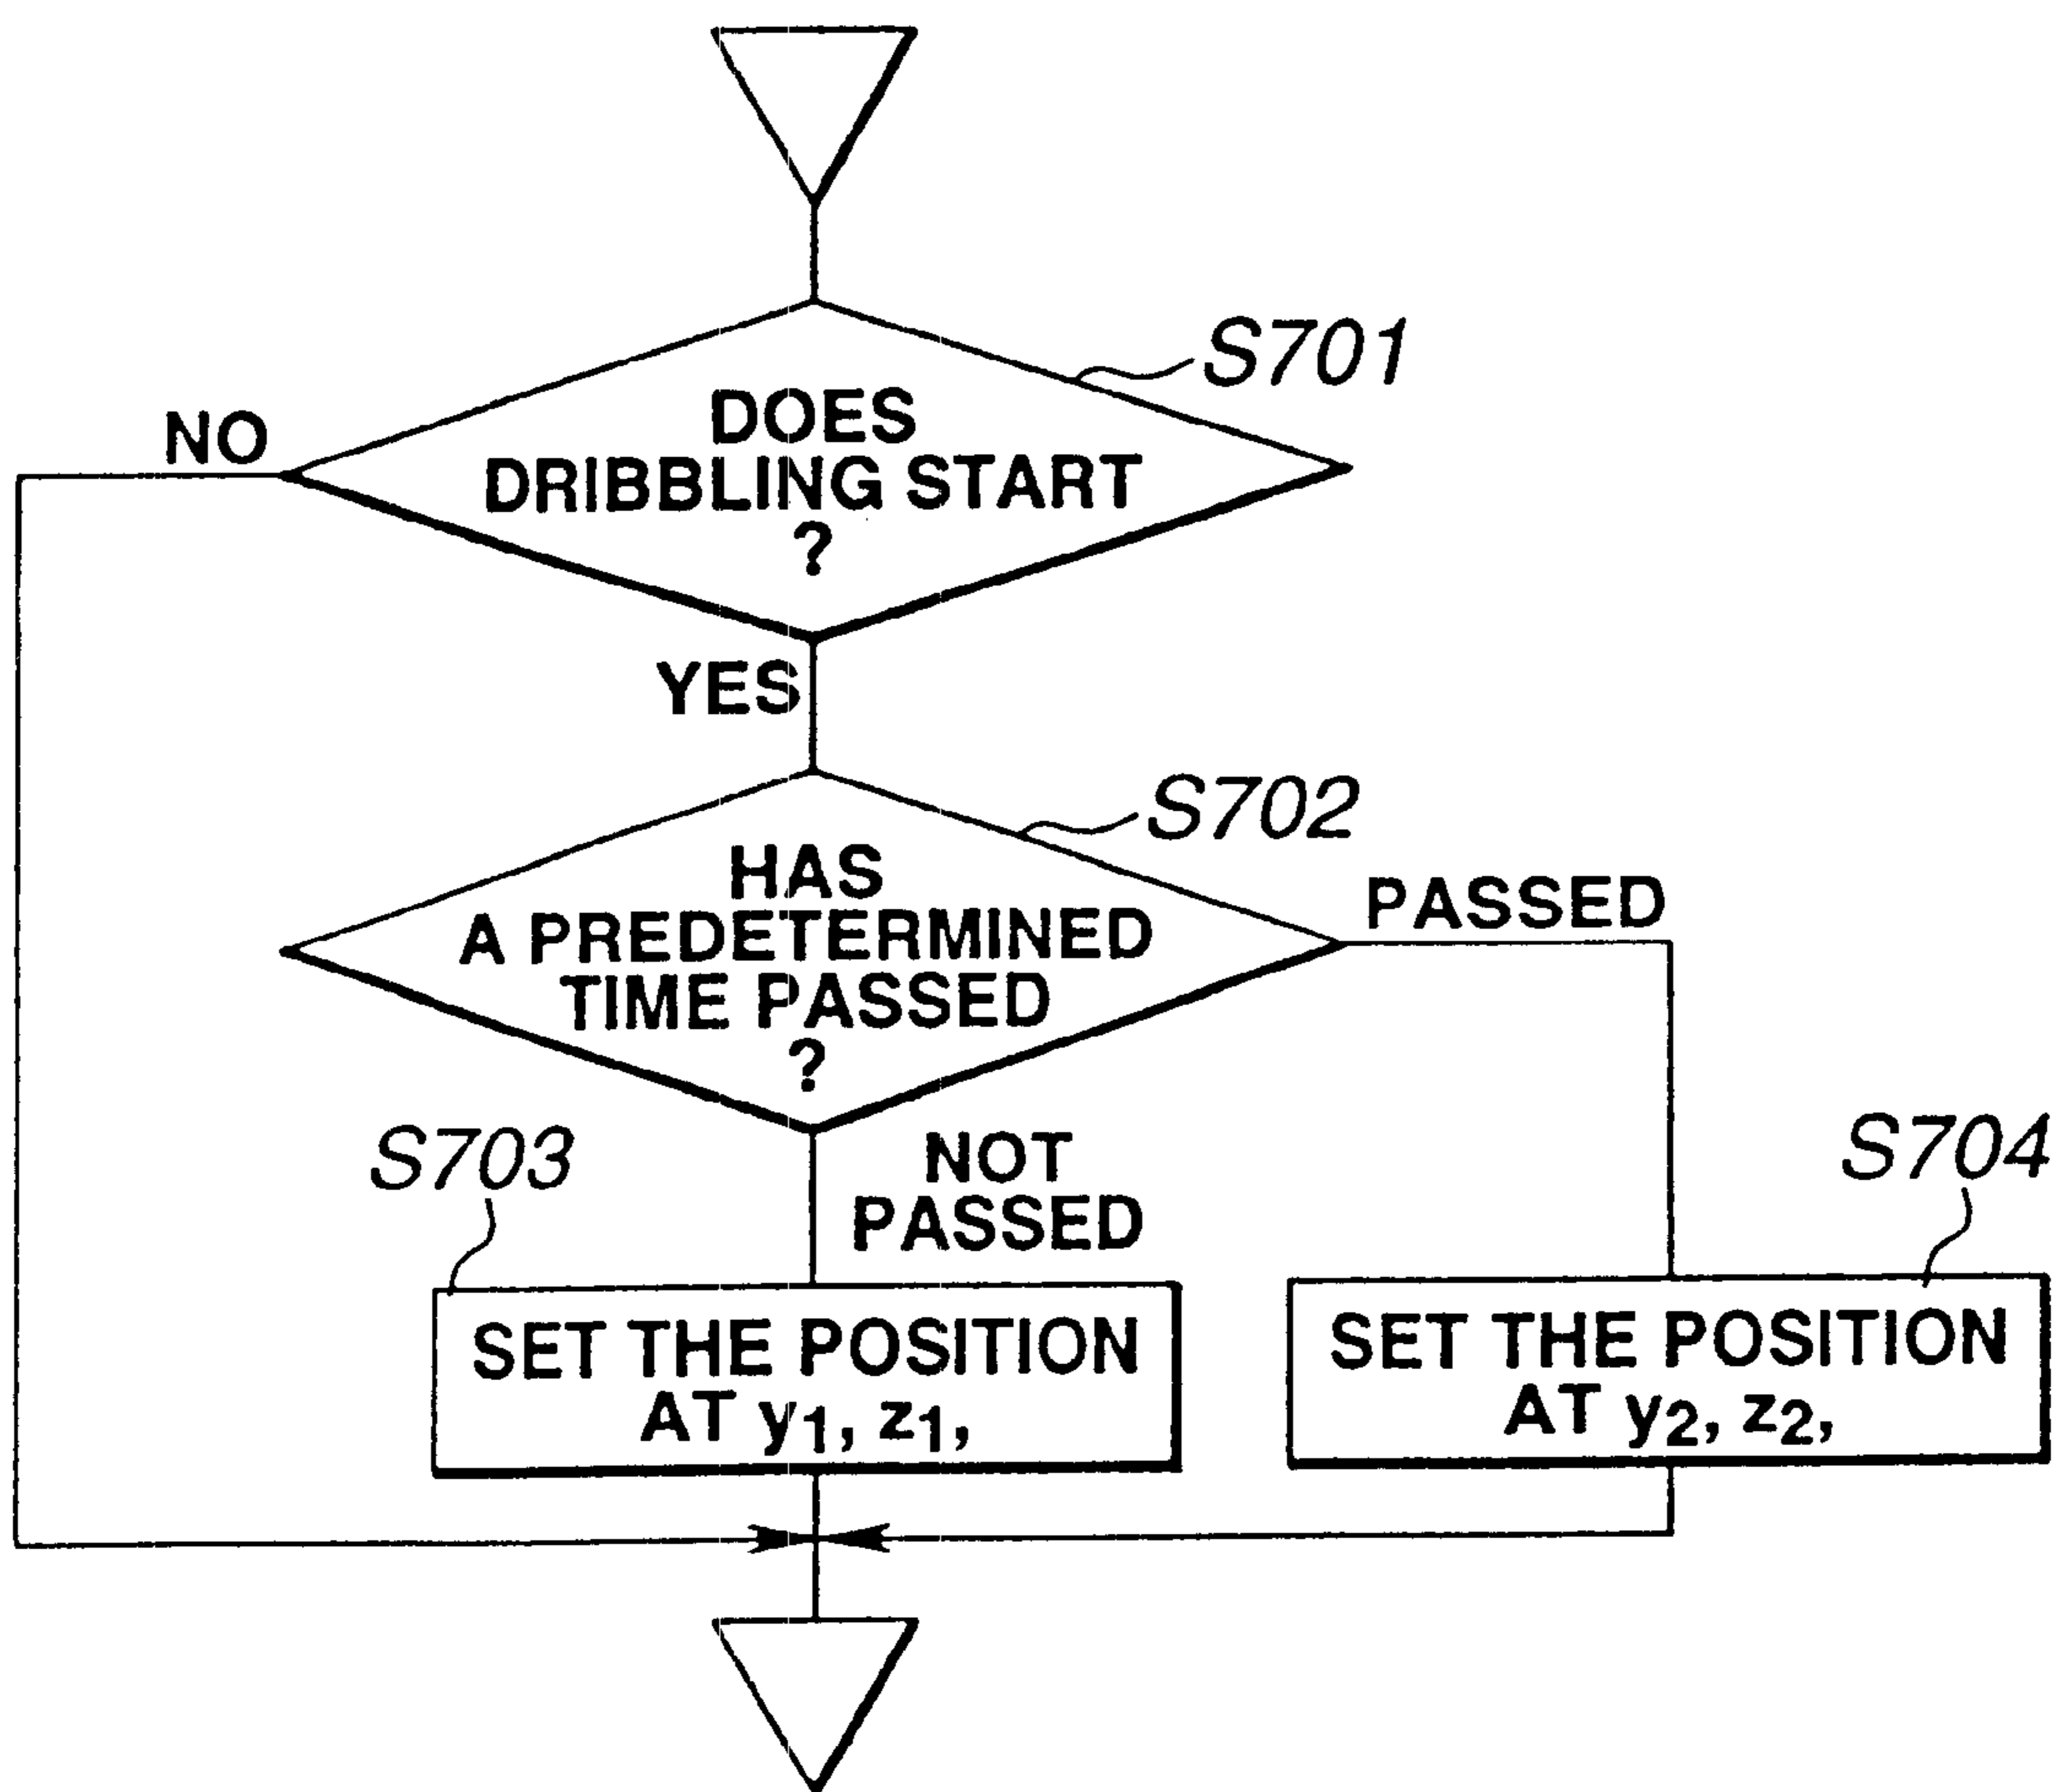 S701
DOES
DRIBBLING START
?
NO
YES
S702
HAS
A PREDETERMINED
TIME PASSED
?
PASSED
NOT
PASSED
S703
SET THE POSITION
AT y1, z1,
S704
SET THE POSITION
AT y2, z2,